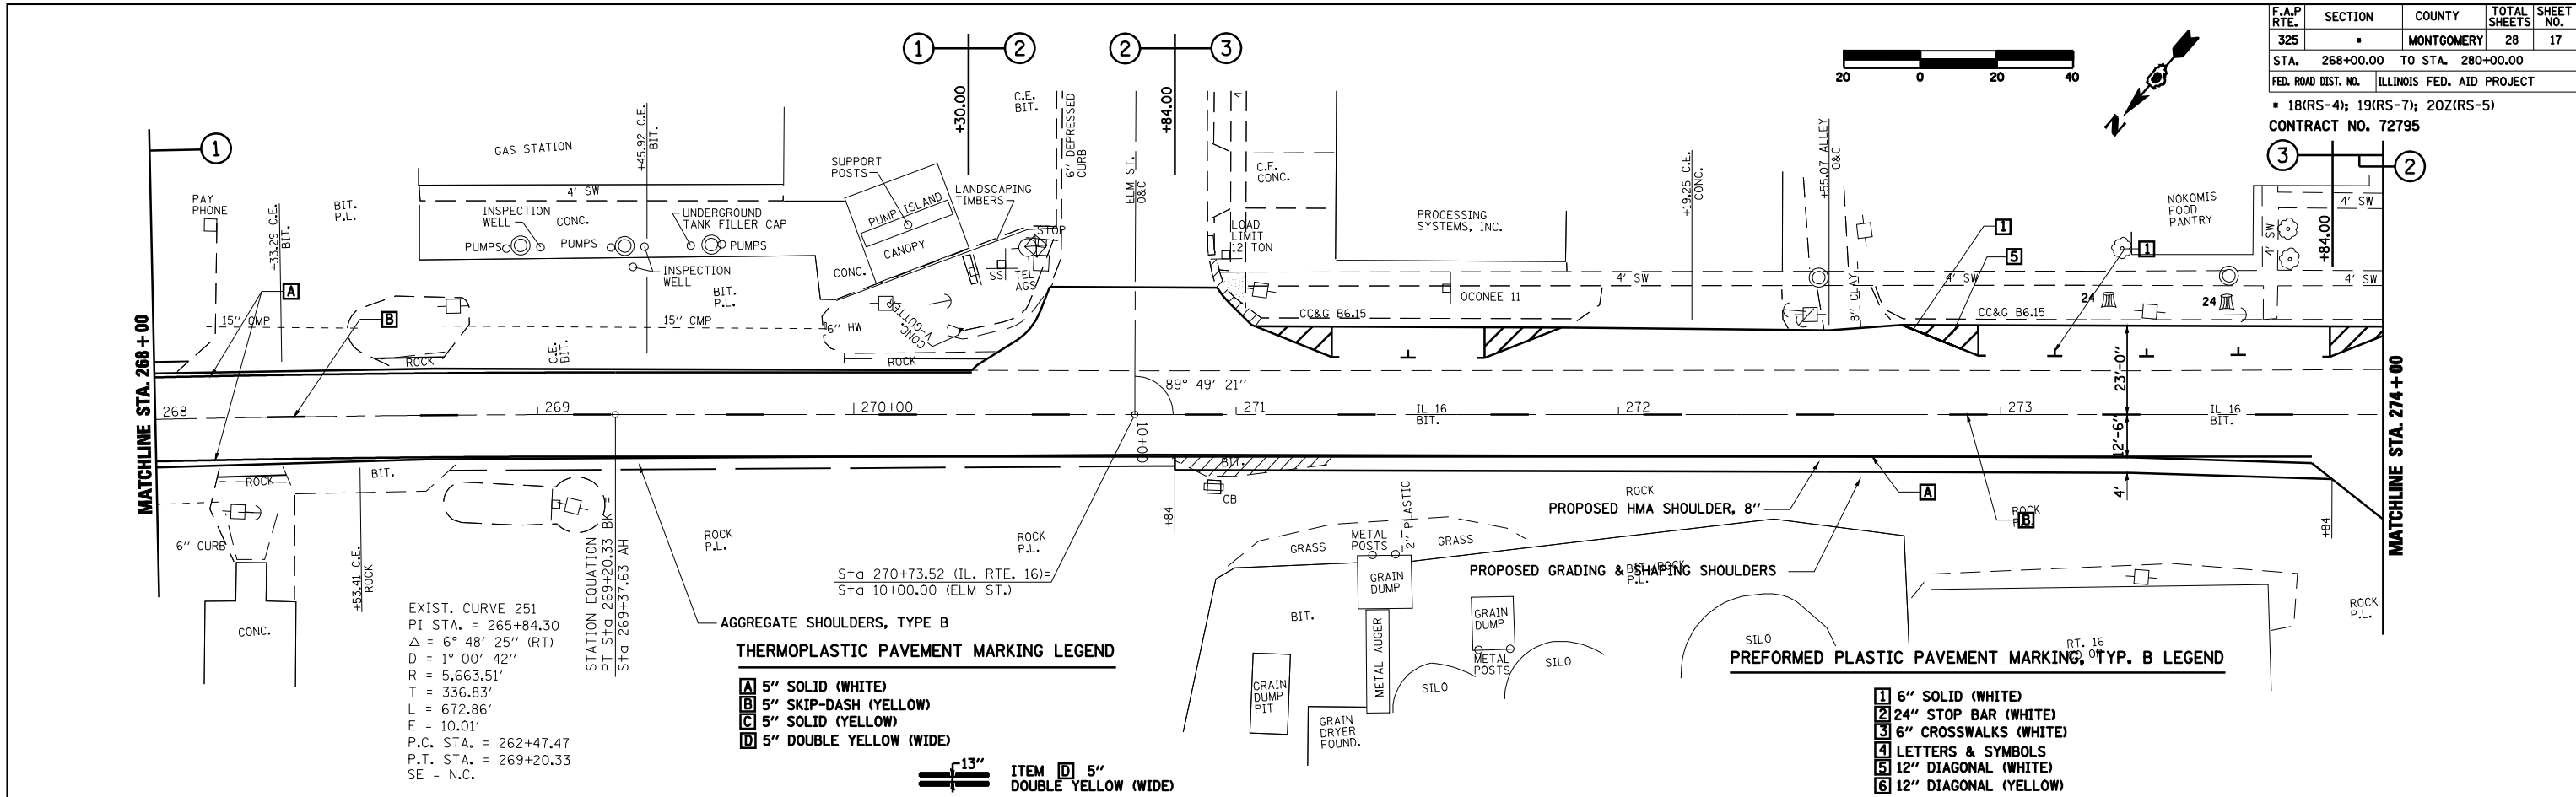 F.A.P RTE. SECTION COUNTY TOTAL SHEETS SHEET NO.
325 * MONTGOMERY 28 17
STA. 268+00.00 TO STA. 280+00.00
FED. ROAD DIST. NO. ILLINOIS FED. AID PROJECT
* 18(RS-4); 19(RS-7); 20Z(RS-5)
CONTRACT NO. 72795
20 0 20 40
N
1 2
2 3
1
3
2
+30.00
+84.00
+84.00
MATCHLINE STA. 268+00
GAS STATION
+45.92 C.E.
BIT.
C.E.
BIT.
6" DEPRESSED
CURB
ELM ST.
O&C
4
C.E.
CONC.
PAY
PHONE
BIT.
P.L.
+33.29 C.E.
BIT.
4' SW
INSPECTION
WELL
CONC.
UNDERGROUND
TANK FILLER CAP
PUMPS
PUMPS
PUMPS
INSPECTION
WELL
BIT.
P.L.
SUPPORT
POSTS
PUMP ISLAND
CANOPY
LANDSCAPING
TIMBERS
CONC.
STOP
SS
TEL
AGS
LOAD
LIMIT
12 TON
PROCESSING
SYSTEMS, INC.
+19.25 C.E.
CONC.
+55.07 ALLEY
O&C
NOKOMIS
FOOD
PANTRY
4' SW
4' SW
1
5
1
A
B
15" CMP
15" CMP
6" HW
CONC.
V-GUTTER
OCONEE 11
4' SW
4' SW
4' SW
8" CLAY
24
24
CC&G B6.15
CC&G B6.15
ROCK
C.E.
BIT.
ROCK
268
269
270+00
89° 49' 21"
271
IL 16
BIT.
272
273
IL 16
BIT.
23'-0"
12'-6"
4'
10+00
MATCHLINE STA. 274+00
ROCK
BIT.
6" CURB
+53.41 C.E.
ROCK
CONC.
BIT.
CB
+84
+84
2" PLASTIC
ROCK
PROPOSED HMA SHOULDER, 8"
A
B
ROCK
ROCK
P.L.
ROCK
P.L.
STATION EQUATION
PT Sta 269+20.33 BK =
Sta 269+37.63 AH
Sta 270+73.52 (IL. RTE. 16)=
Sta 10+00.00 (ELM ST.)
GRASS
METAL
POSTS
GRASS
GRAIN
DUMP
PROPOSED GRADING & SHAPING SHOULDERS
P.L.
BIT.
METAL AUGER
GRAIN
DUMP
METAL
POSTS
SILO
SILO
SILO
GRAIN
DUMP
PIT
GRAIN
DRYER
FOUND.
RT. 16
ROCK
P.L.
EXIST. CURVE 251
PI STA. = 265+84.30
Δ = 6° 48' 25" (RT)
D = 1° 00' 42"
R = 5,663.51'
T = 336.83'
L = 672.86'
E = 10.01'
P.C. STA. = 262+47.47
P.T. STA. = 269+20.33
SE = N.C.
AGGREGATE SHOULDERS, TYPE B
THERMOPLASTIC PAVEMENT MARKING LEGEND
A 5" SOLID (WHITE)
B 5" SKIP-DASH (YELLOW)
C 5" SOLID (YELLOW)
D 5" DOUBLE YELLOW (WIDE)
13"
ITEM D 5"
DOUBLE YELLOW (WIDE)
PREFORMED PLASTIC PAVEMENT MARKING, TYP. B LEGEND
1 6" SOLID (WHITE)
2 24" STOP BAR (WHITE)
3 6" CROSSWALKS (WHITE)
4 LETTERS & SYMBOLS
5 12" DIAGONAL (WHITE)
6 12" DIAGONAL (YELLOW)